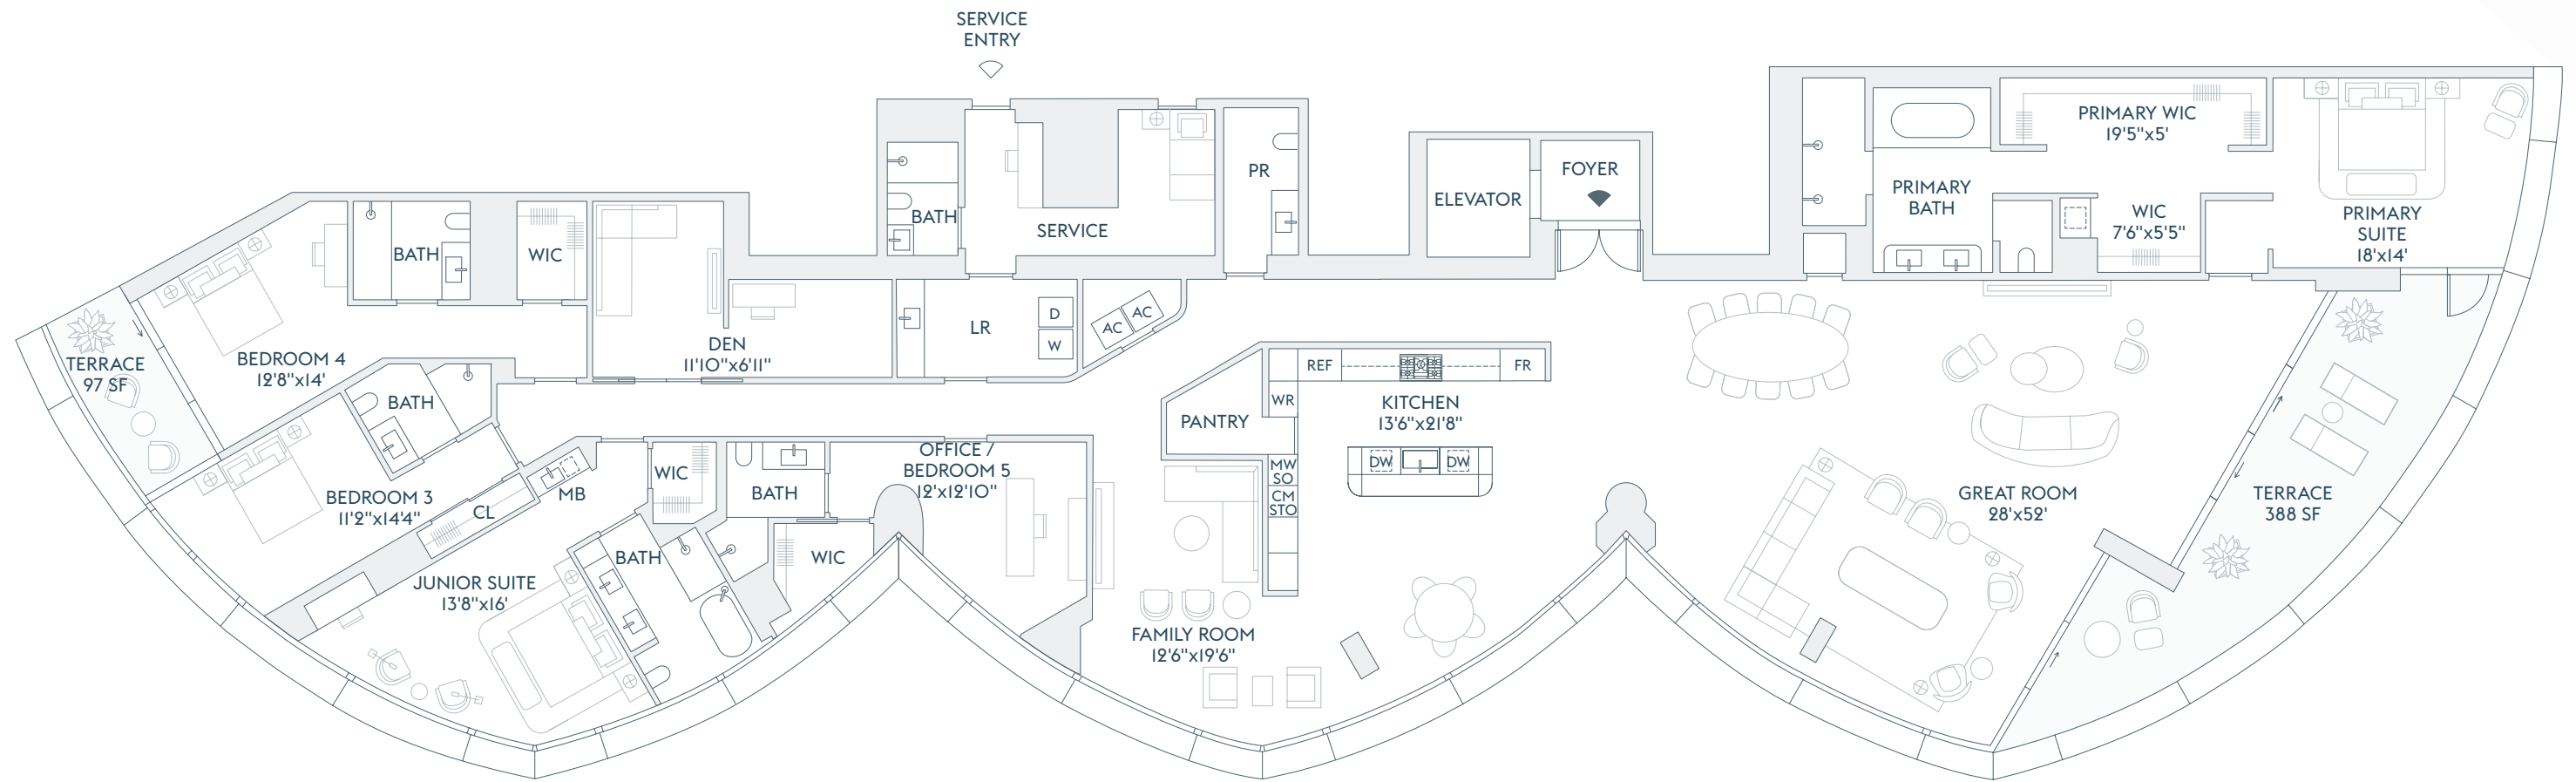 SERVICE
ENTRY
TERRACE
97 SF
BEDROOM 4
12'8"x14'
BATH
WIC
DEN
11'10"x6'11"
BATH
SERVICE
PR
LR
D
W
AC
AC
ELEVATOR
FOYER
PRIMARY
BATH
PRIMARY WIC
19'5"x5'
WIC
7'6"x5'5"
PRIMARY
SUITE
18'x14'
BATH
BEDROOM 3
11'2"x14'4"
CL
MB
JUNIOR SUITE
13'8"x16'
BATH
WIC
BATH
WIC
OFFICE /
BEDROOM 5
12'x12'10"
PANTRY
REF
FR
WR
MW
SO
CM
STO
KITCHEN
13'6"x21'8"
DW
DW
FAMILY ROOM
12'6"x19'6"
GREAT ROOM
28'x52'
TERRACE
388 SF